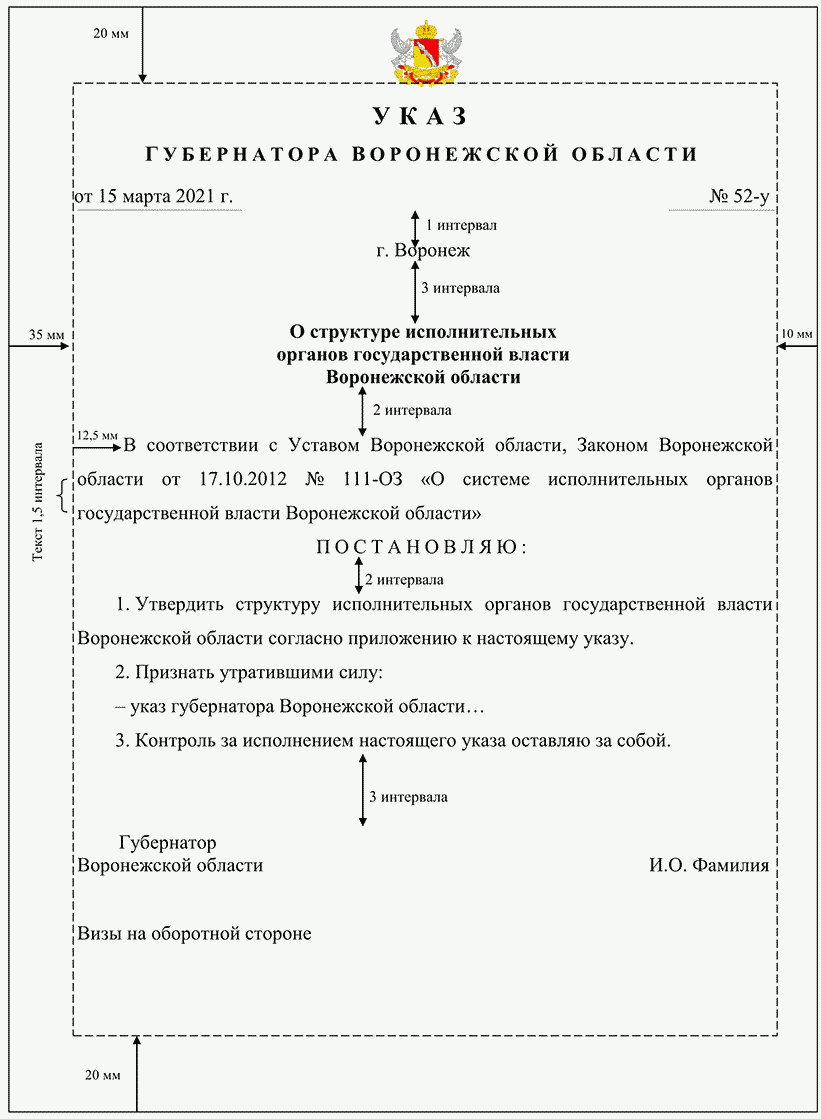 20 мм
УКАЗ
ГУБЕРНАТОРА ВОРОНЕЖСКОЙ ОБЛАСТИ
от 15 марта 2021 г. № 52-у
1 интервал
г. Воронеж
3 интервала
О структуре исполнительных
35 мм
10 мм
органов государственной власти
Воронежской области
2 интервала
12,5 мм
В соответствии с Уставом Воронежской области, Законом Воронежской
области от 17.10.2012 № 111-ОЗ «О системе исполнительных органов
государственной власти Воронежской области»
Текст 1,5 интервала
ПОСТАНОВЛЯЮ:
2 интервала
1. Утвердить структуру исполнительных органов государственной власти
Воронежской области согласно приложению к настоящему указу.
2. Признать утратившими силу:
– указ губернатора Воронежской области…
3. Контроль за исполнением настоящего указа оставляю за собой.
3 интервала
Губернатор
Воронежской области И.О. Фамилия
Визы на оборотной стороне
20 мм